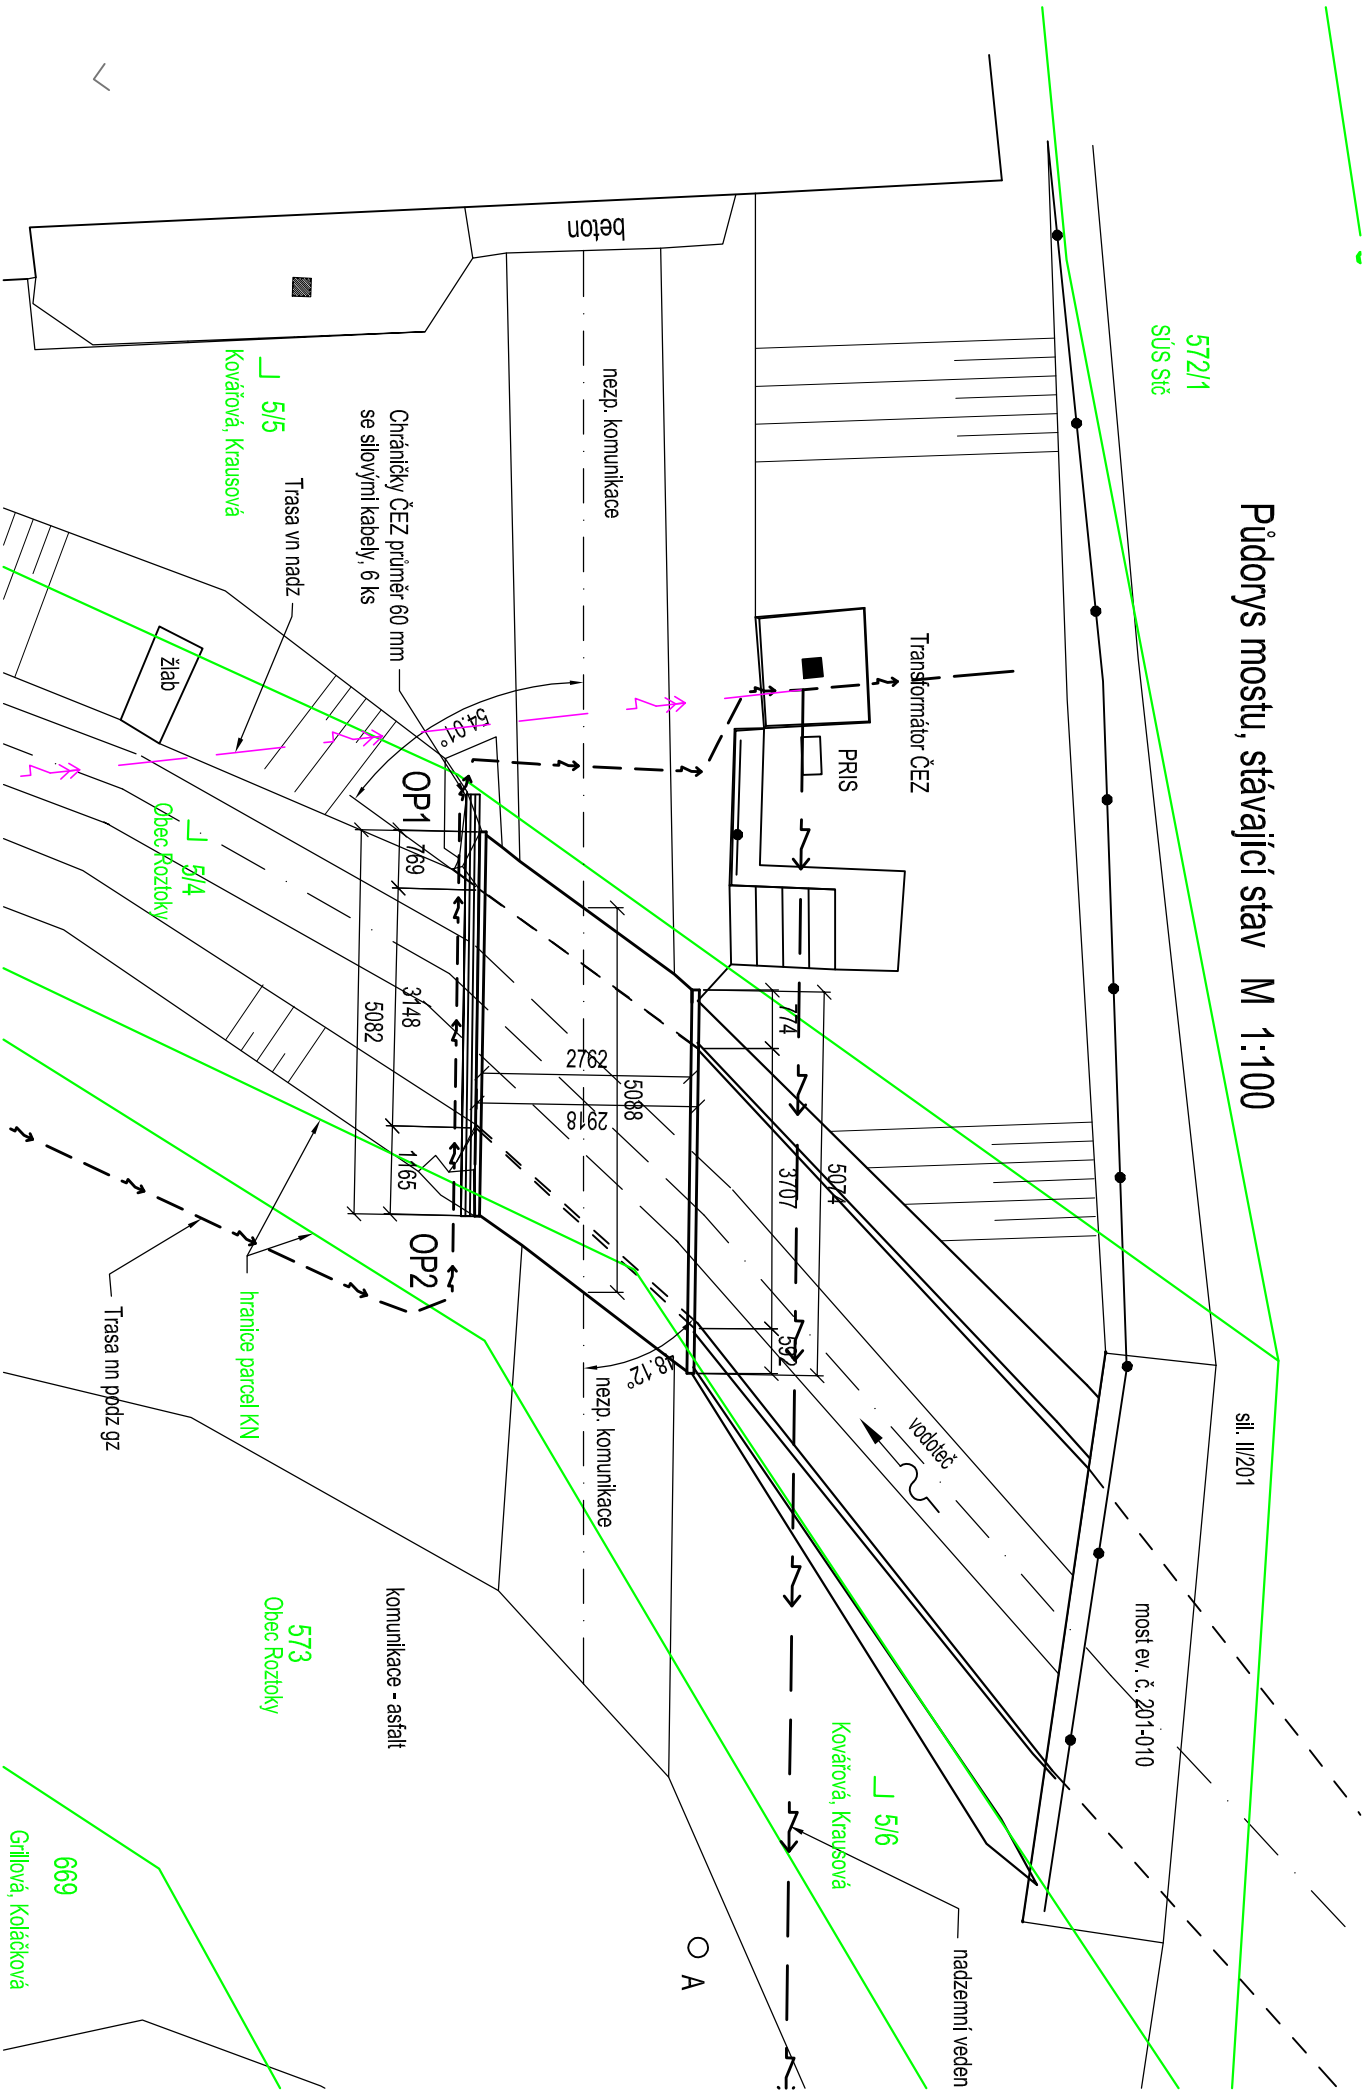 Půdorys mostu, stávající stav M 1:100
572/1
SÚS Stč
sil. II/201
most ev. č. 201-010
beton
nezp. komunikace
Transformátor ČEZ
PRIS
5/5
Kovářová, Krausová
Trasa vn nadz
Chráničky ČEZ průměr 60 mm
se silovými kabely, 6 ks
žlab
54.01°
OP1
769
3148
5082
1165
OP2
5/4
Obec Roztoky
2762
5088
2918
774
3707
5074
592
48.12°
nezp. komunikace
vodoteč
hranice parcel KN
Trasa nn podz gz
komunikace - asfalt
573
Obec Roztoky
5/6
Kovářová, Krausová
nadzemní veden
A
669
Grillová, Koláčková